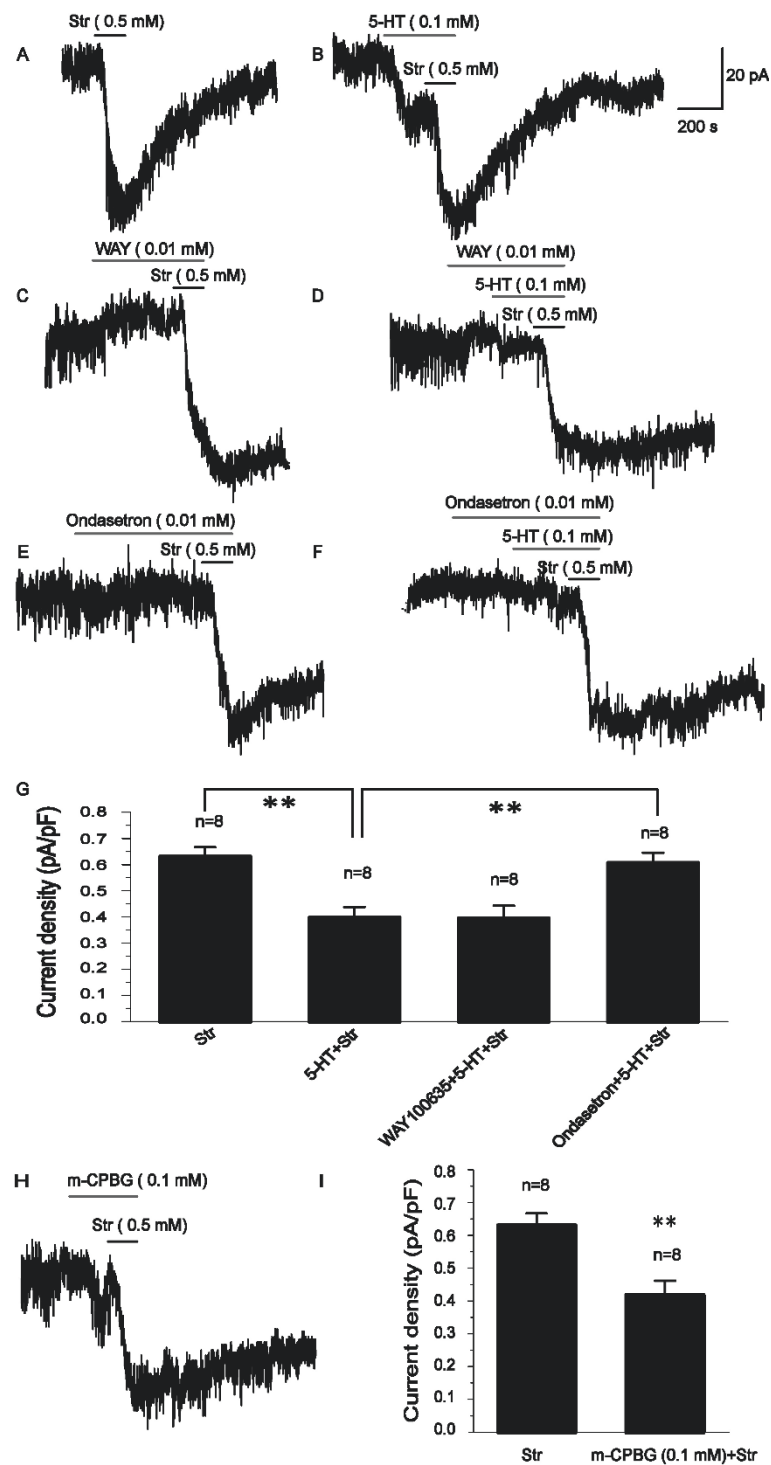 A
Str ( 0.5 mM)
B
5-HT ( 0.1 mM)
Str ( 0.5 mM)
20 pA
200 s
C
WAY ( 0.01 mM)
Str ( 0.5 mM)
D
WAY ( 0.01 mM)
5-HT ( 0.1 mM)
Str ( 0.5 mM)
E
Ondasetron ( 0.01 mM)
Str ( 0.5 mM)
F
Ondasetron ( 0.01 mM)
5-HT ( 0.1 mM)
Str ( 0.5 mM)
G
Current density (pA/pF)
0.8
0.7
0.6
0.5
0.4
0.3
0.2
0.1
0.0
**
**
n=8
n=8
n=8
n=8
Str
5-HT+Str
WAY100635+5-HT+Str
Ondasetron+5-HT+Str
H
m-CPBG ( 0.1 mM)
Str ( 0.5 mM)
I
Current density (pA/pF)
0.8
0.7
0.6
0.5
0.4
0.3
0.2
0.1
0.0
n=8
**
n=8
Str
m-CPBG (0.1 mM)+Str